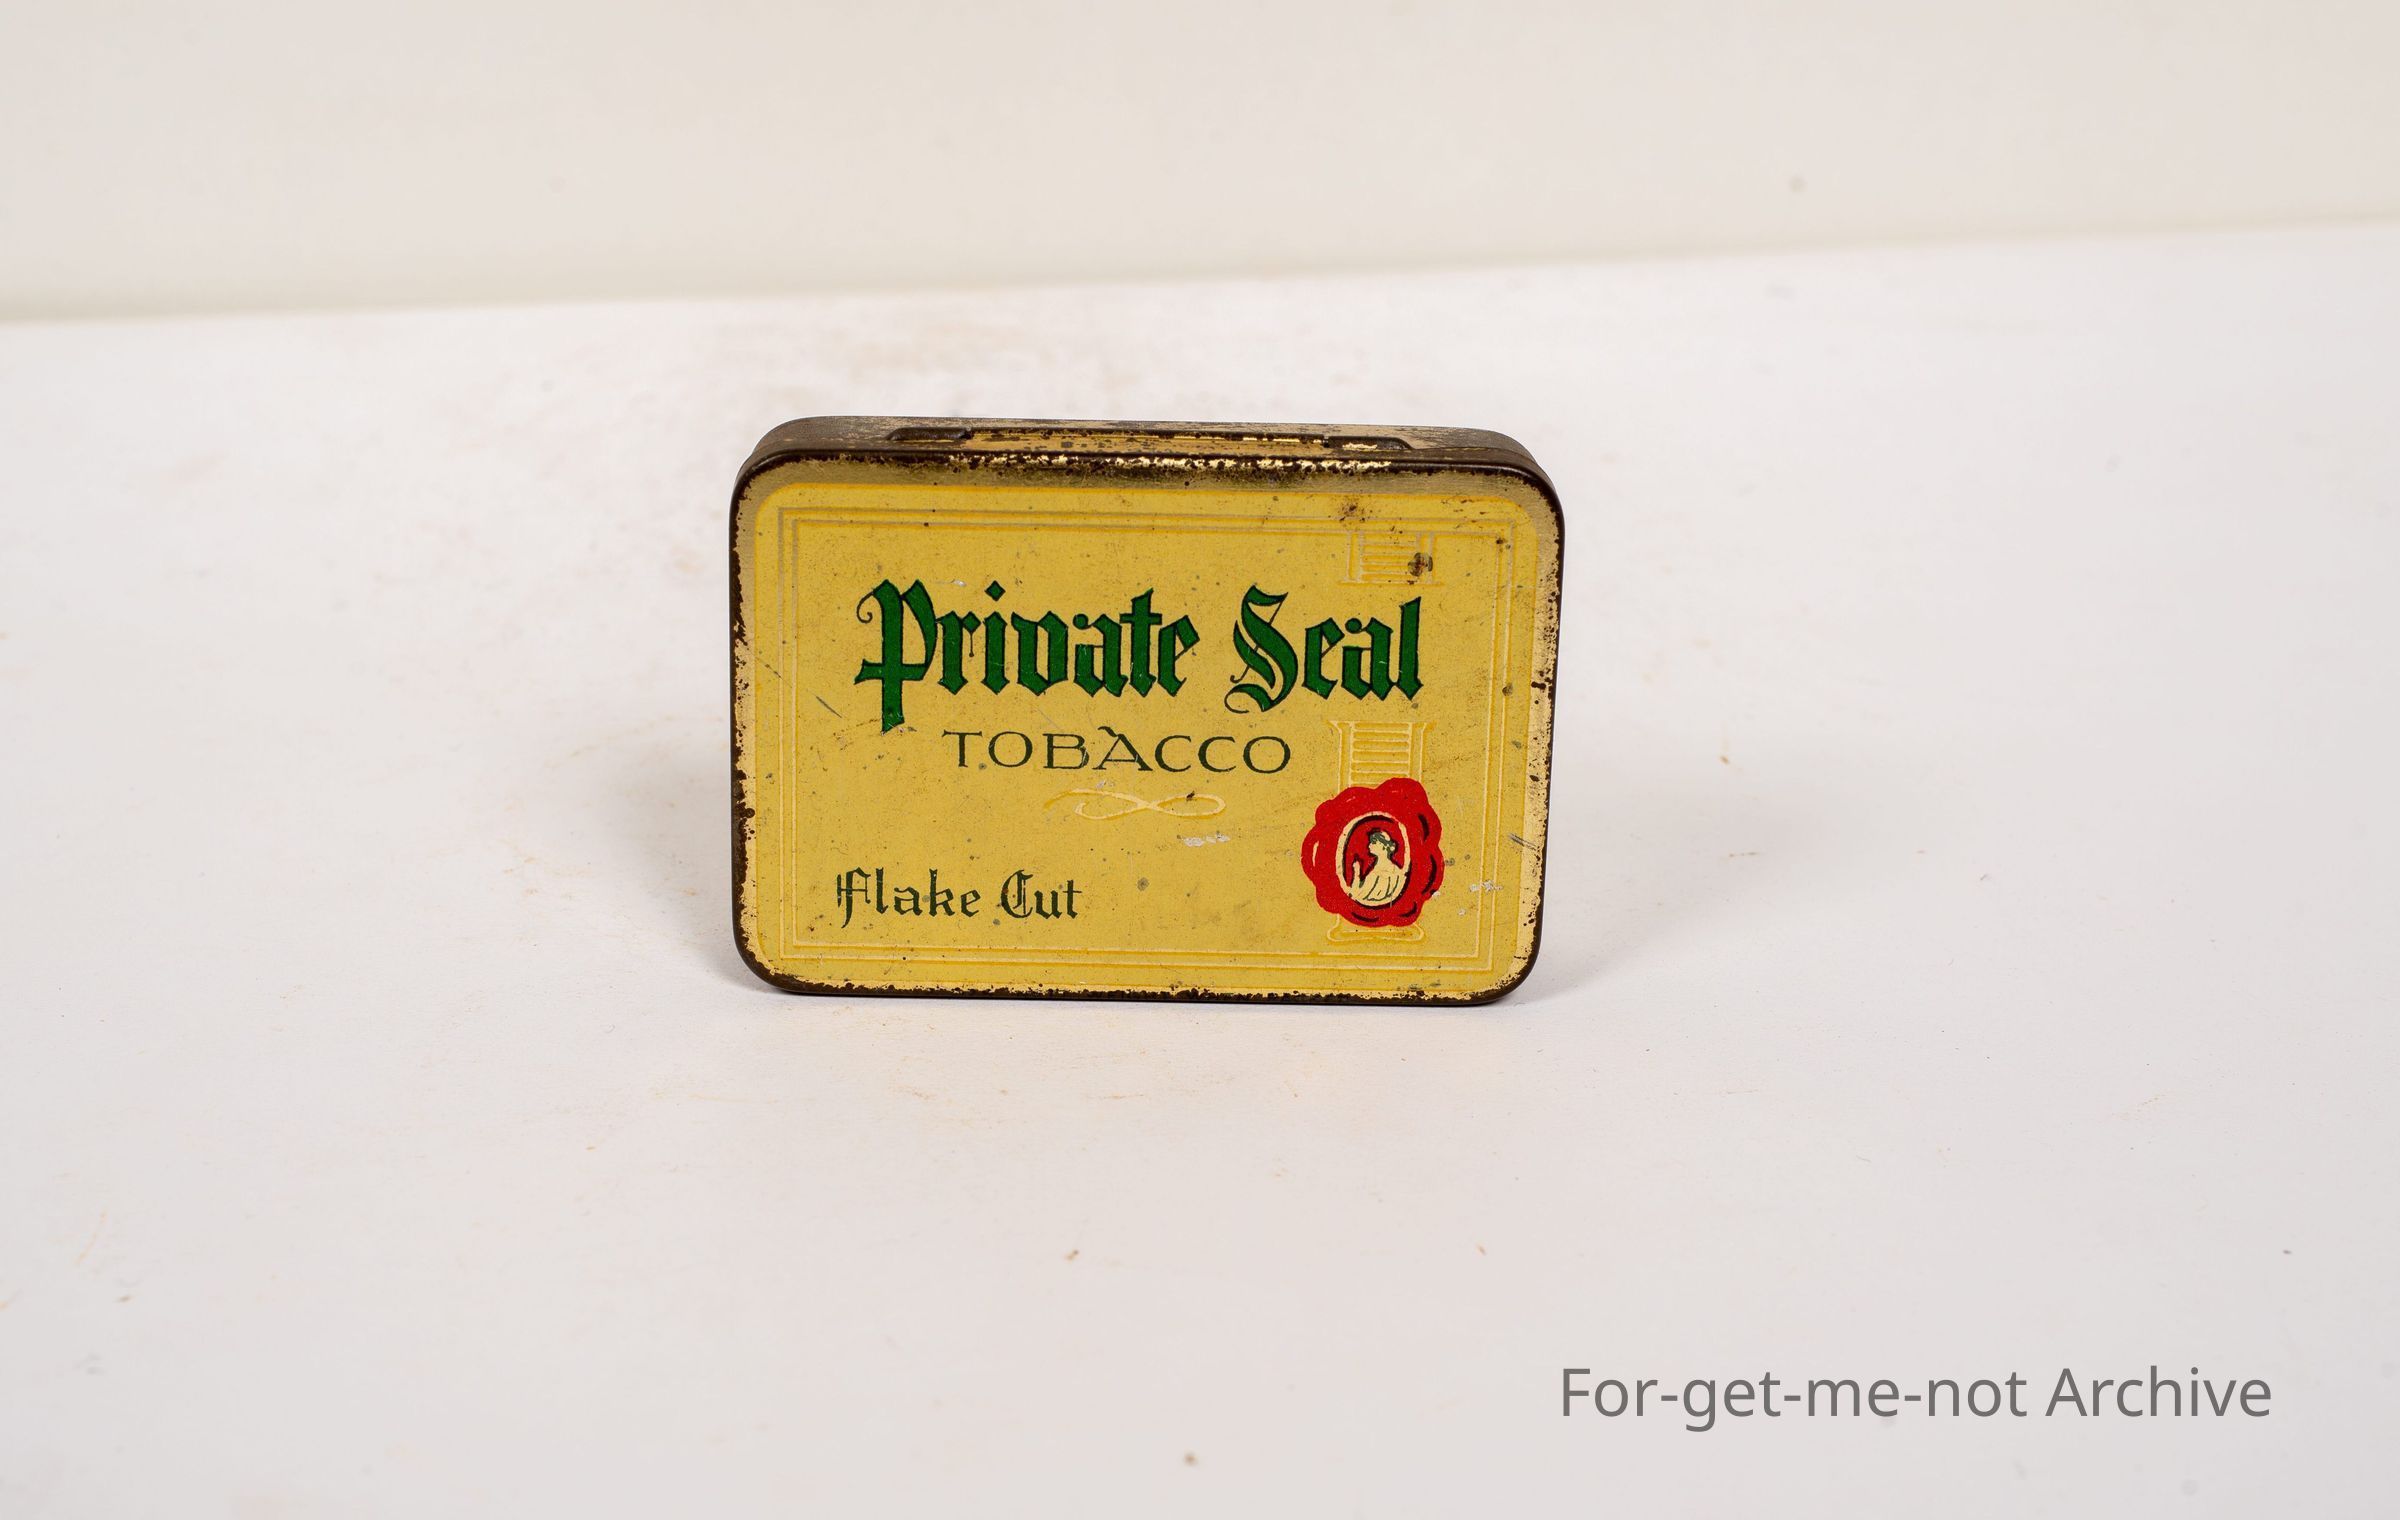 Private Seal
TOBACCO
Flake Cut
For-get-me-not Archive